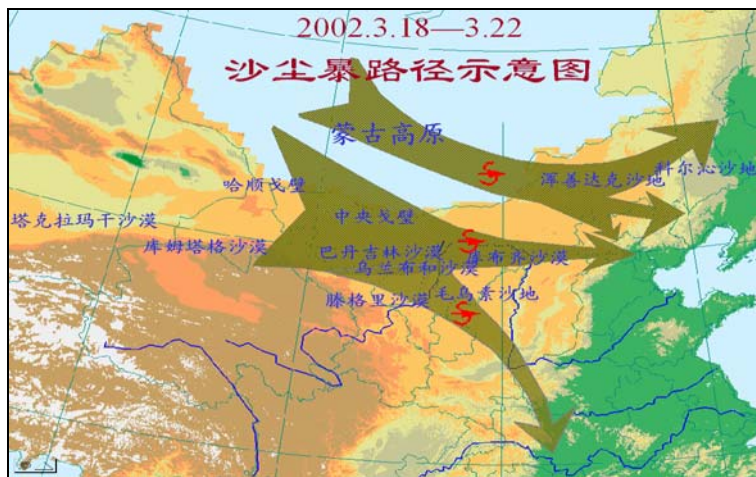 2002.3.18—3.22
沙尘暴路径示意图
蒙古高原
科尔沁沙地
浑善达克沙地
哈顺戈壁
中央戈壁
塔克拉玛干沙漠
库姆塔格沙漠
巴丹吉林沙漠
库布齐沙漠
乌兰布和沙漠
腾格里沙漠
毛乌素沙地